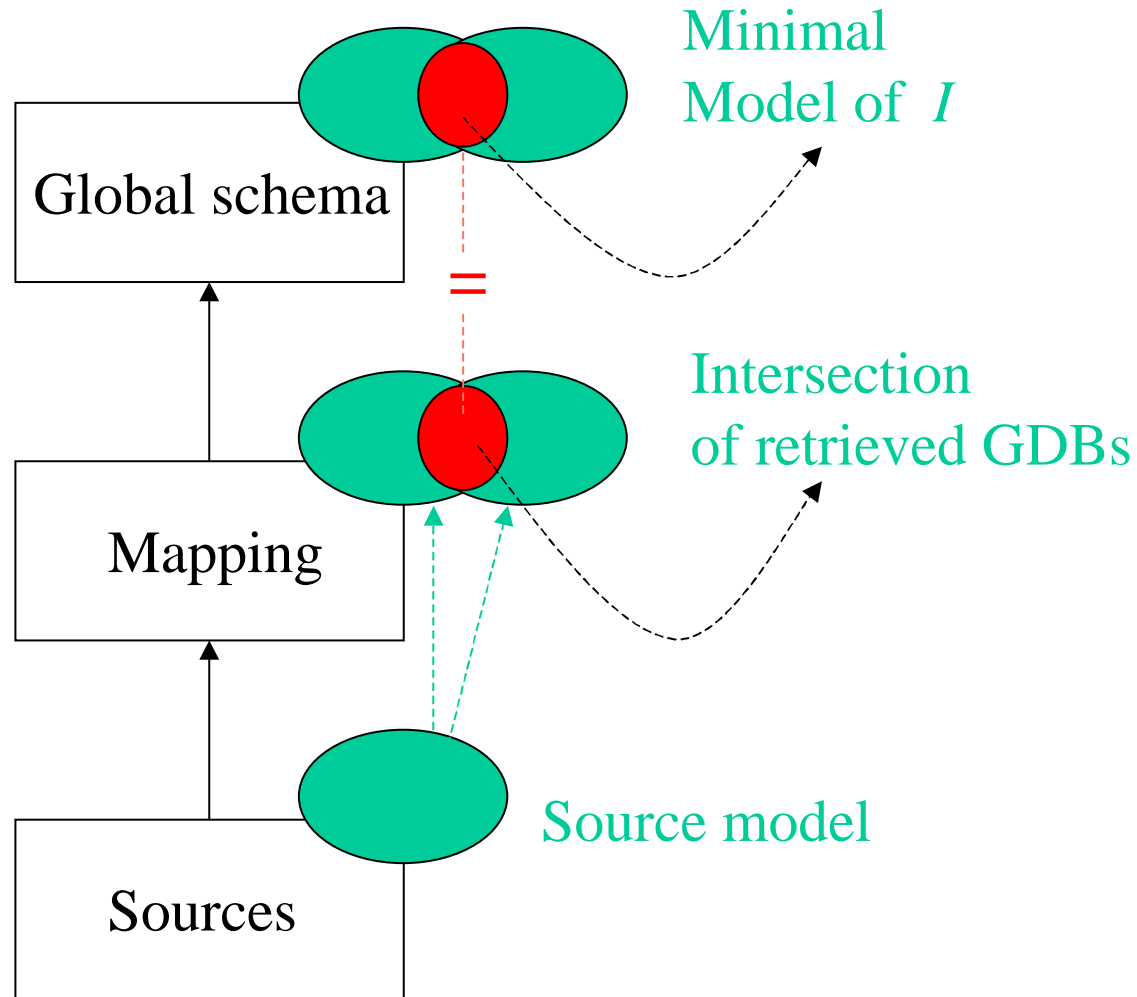 Minimal
Model of I
Global schema
=
Intersection
of retrieved GDBs
Mapping
Source model
Sources